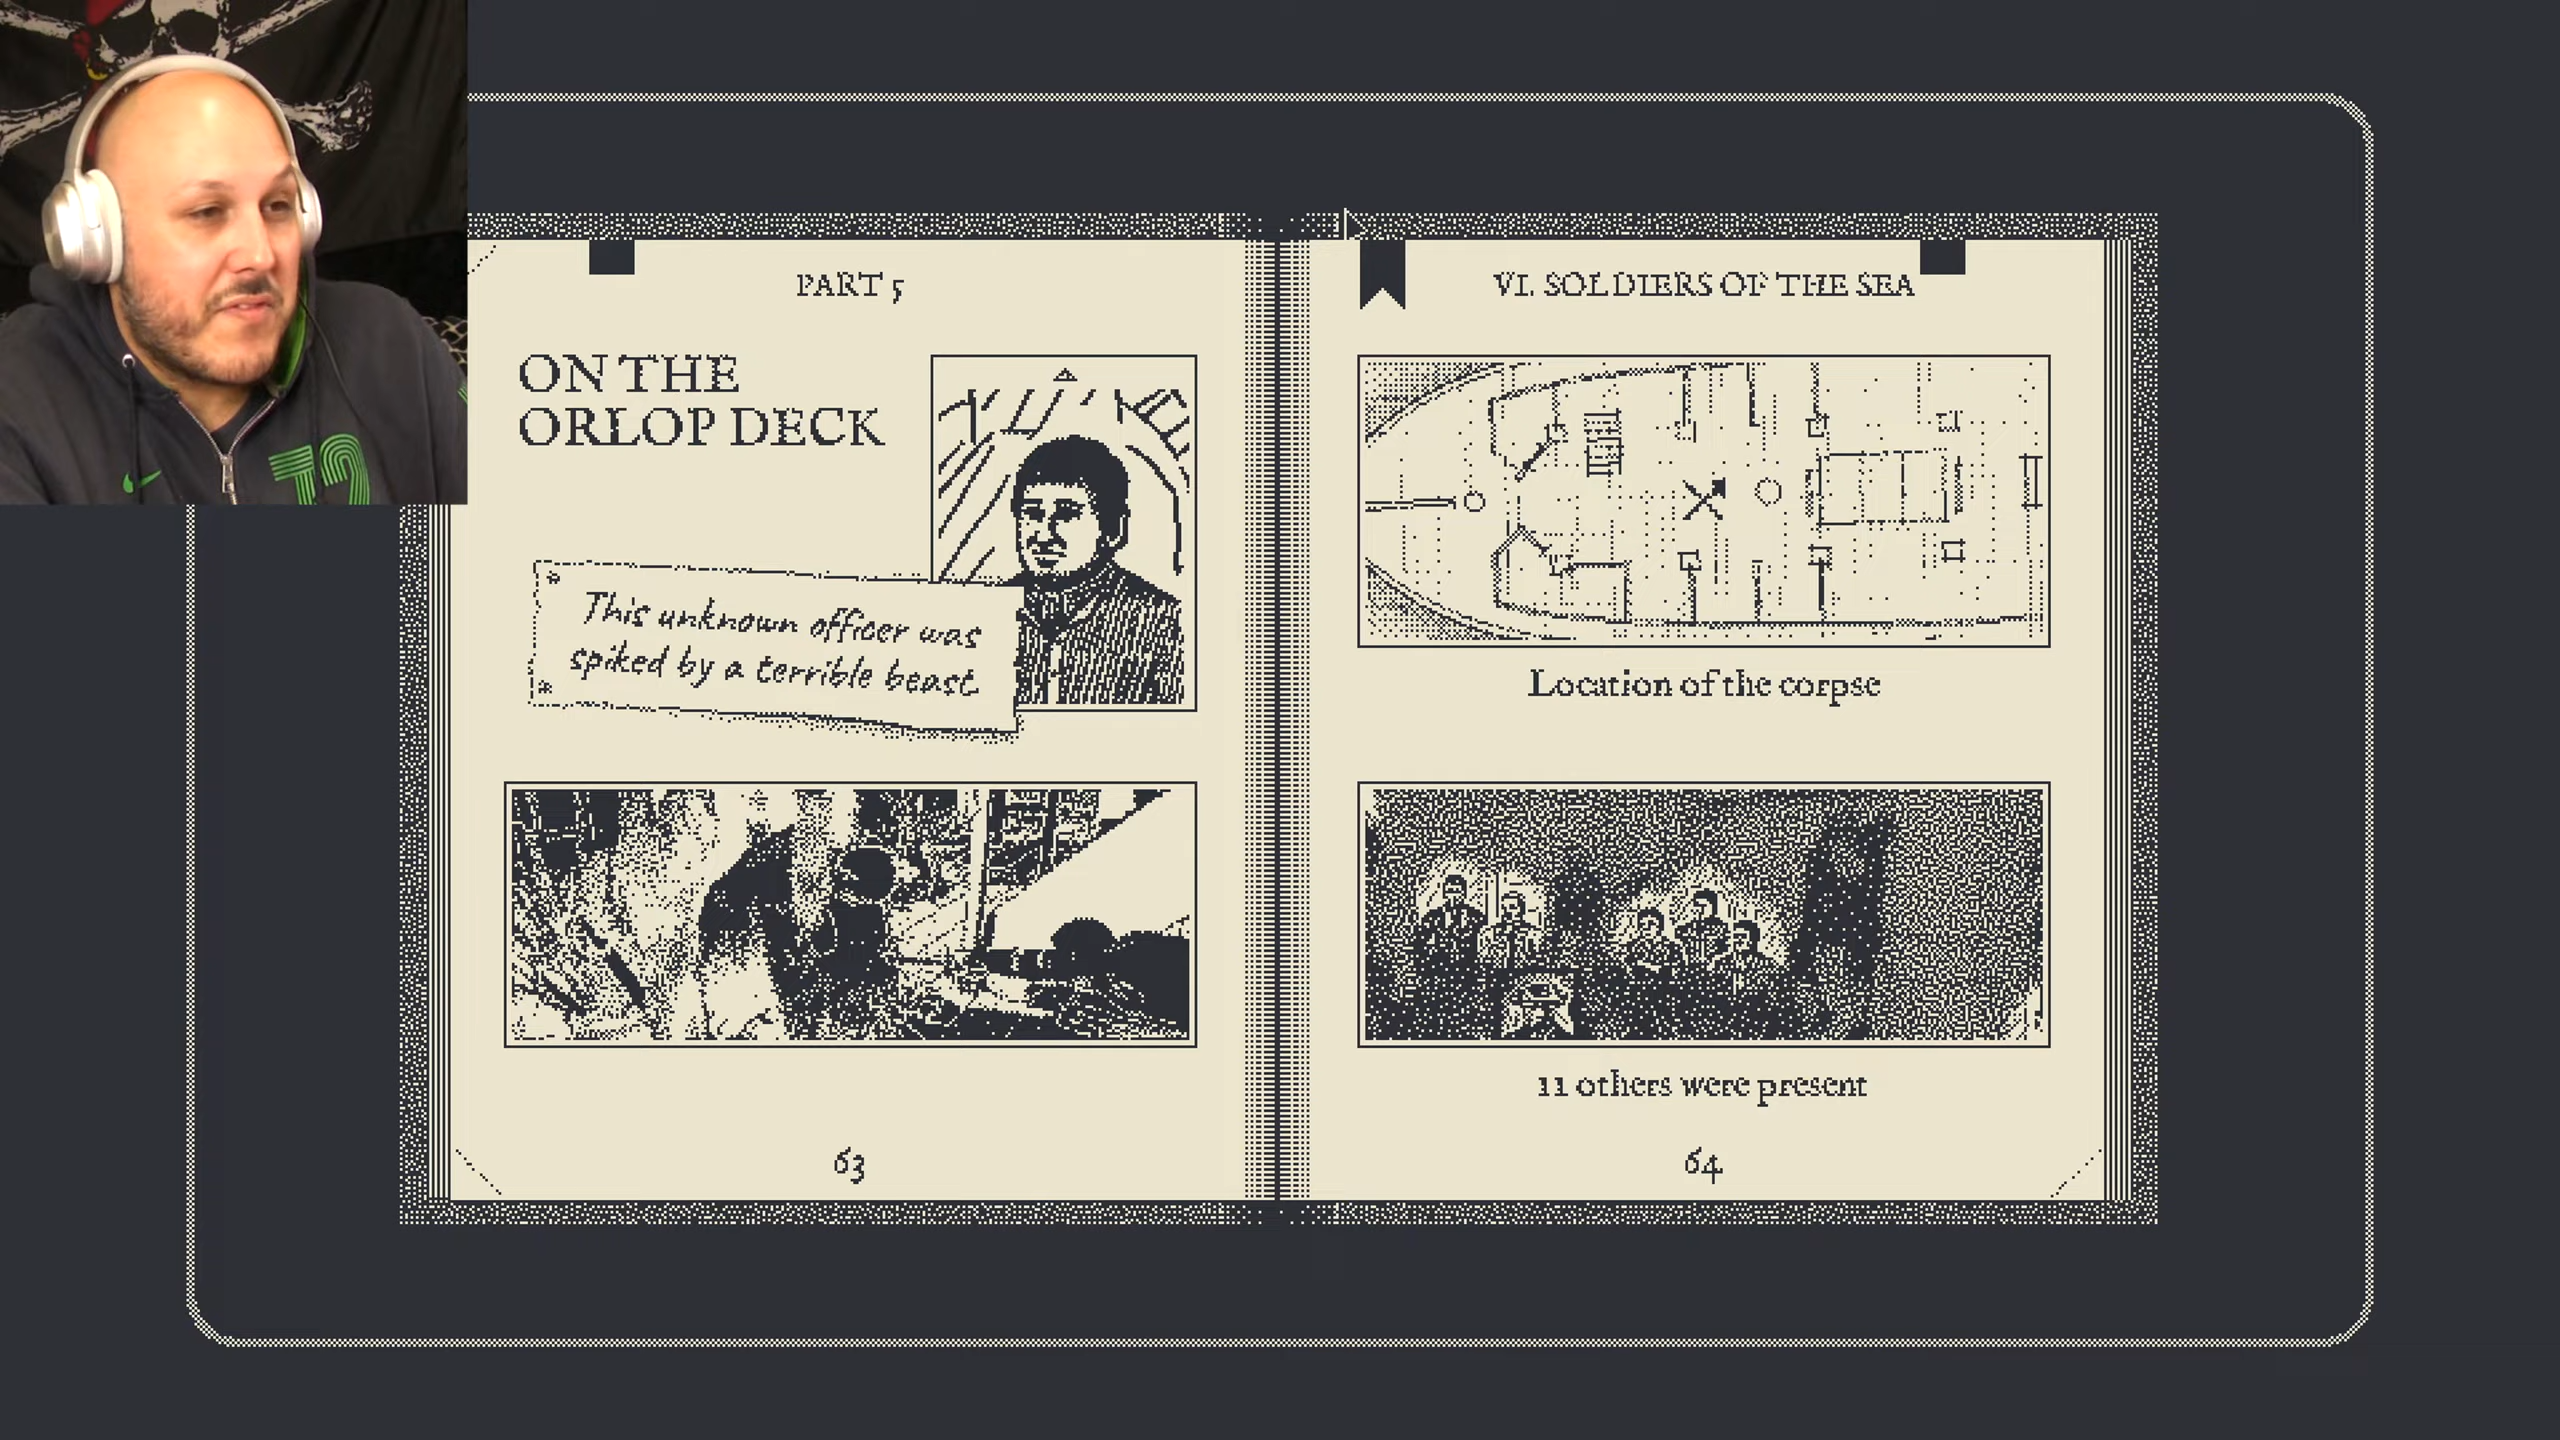 PART 5
ON THE
ORLOP DECK
This unknown officer was
spiked by a terrible beast.
63
VI. SOLDIERS OF THE SEA
Location of the corpse
11 others were present
64